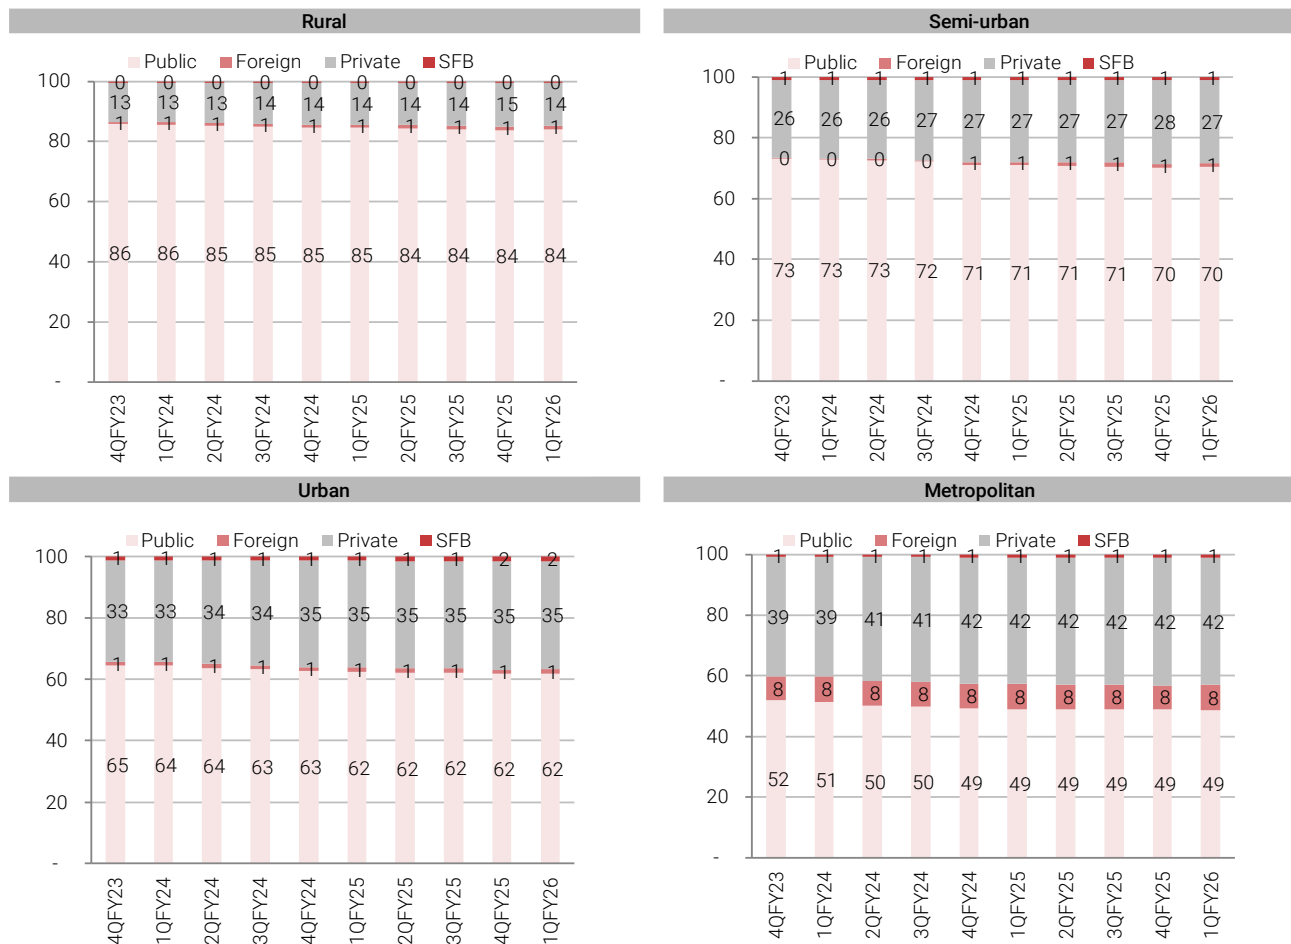 Rural
Public Foreign Private SFB
100
80
60
40
20
-
0 0 0 0 0 0 0 0 0 0
13 13 13 14 14 14 14 14 15 14
1 1 1 1 1 1 1 1 1 1
86 86 85 85 85 85 84 84 84 84
4QFY23 1QFY24 2QFY24 3QFY24 4QFY24 1QFY25 2QFY25 3QFY25 4QFY25 1QFY26
Semi-urban
Public Foreign Private SFB
100
80
60
40
20
-
1 1 1 1 1 1 1 1 1 1
26 26 26 27 27 27 27 27 28 27
0 0 0 0 1 1 1 1 1 1
73 73 73 72 71 71 71 71 70 70
4QFY23 1QFY24 2QFY24 3QFY24 4QFY24 1QFY25 2QFY25 3QFY25 4QFY25 1QFY26
Urban
Public Foreign Private SFB
100
80
60
40
20
-
1 1 1 1 1 1 1 1 2 2
33 33 34 34 35 35 35 35 35 35
1 1 1 1 1 1 1 1 1 1
65 64 64 63 63 62 62 62 62 62
4QFY23 1QFY24 2QFY24 3QFY24 4QFY24 1QFY25 2QFY25 3QFY25 4QFY25 1QFY26
Metropolitan
Public Foreign Private SFB
100
80
60
40
20
-
1 1 1 1 1 1 1 1 1 1
39 39 41 41 42 42 42 42 42 42
8 8 8 8 8 8 8 8 8 8
52 51 50 50 49 49 49 49 49 49
4QFY23 1QFY24 2QFY24 3QFY24 4QFY24 1QFY25 2QFY25 3QFY25 4QFY25 1QFY26